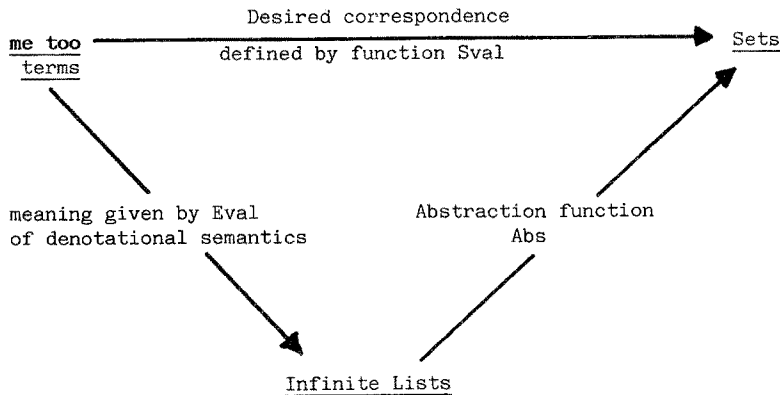 Desired correspondence
me too
terms
defined by function Sval
Sets
meaning given by Eval
of denotational semantics
Abstraction function
Abs
Infinite Lists